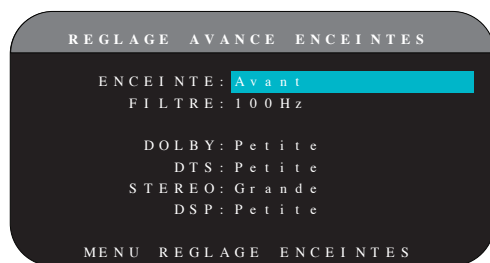 REGLAGE AVANCE ENCEINTES
ENCEINTE: Avant
FILTRE: 100Hz
DOLBY: Petite
DTS: Petite
STEREO: Grande
DSP: Petite
MENU REGLAGE ENCEINTES